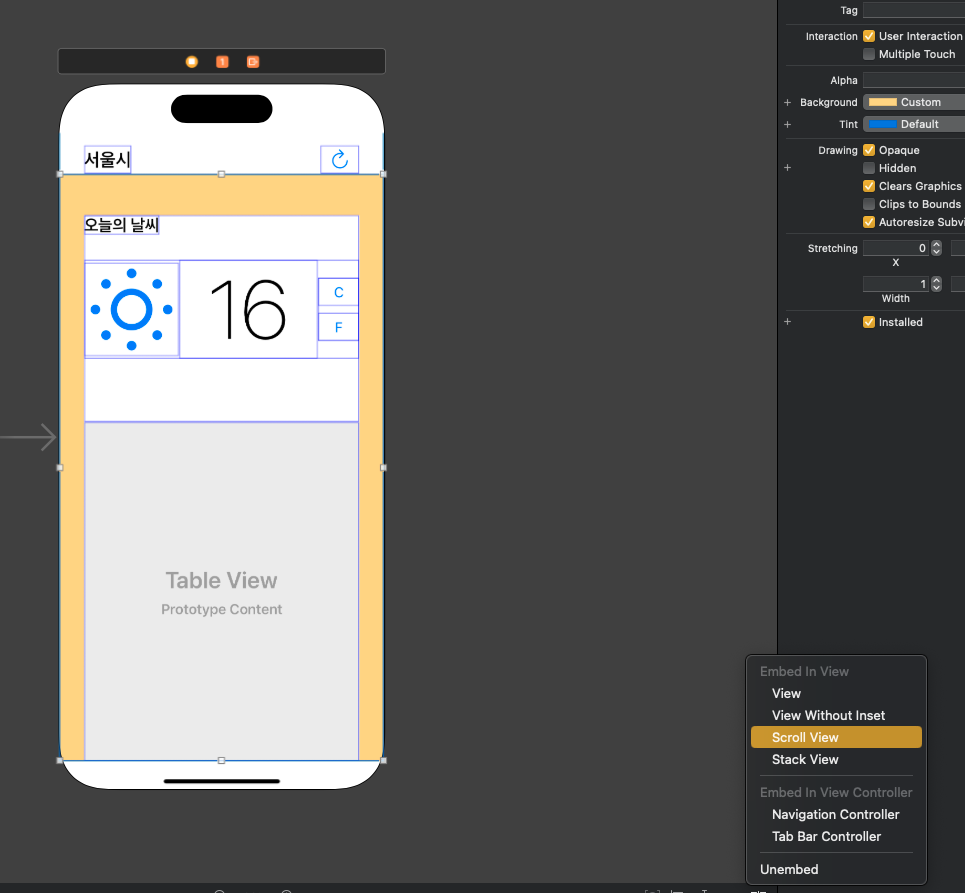 서울시
오늘의 날씨
16
C
F
Table View
Prototype Content
Tag
Interaction User Interaction
Multiple Touch
Alpha
+ Background Custom
+ Tint Default
Drawing Opaque
+ Hidden
Clears Graphics
Clips to Bounds
Autoresize Subvi
Stretching 0
X
1
Width
+ Installed
Embed In View
View
View Without Inset
Scroll View
Stack View
Embed In View Controller
Navigation Controller
Tab Bar Controller
Unembed